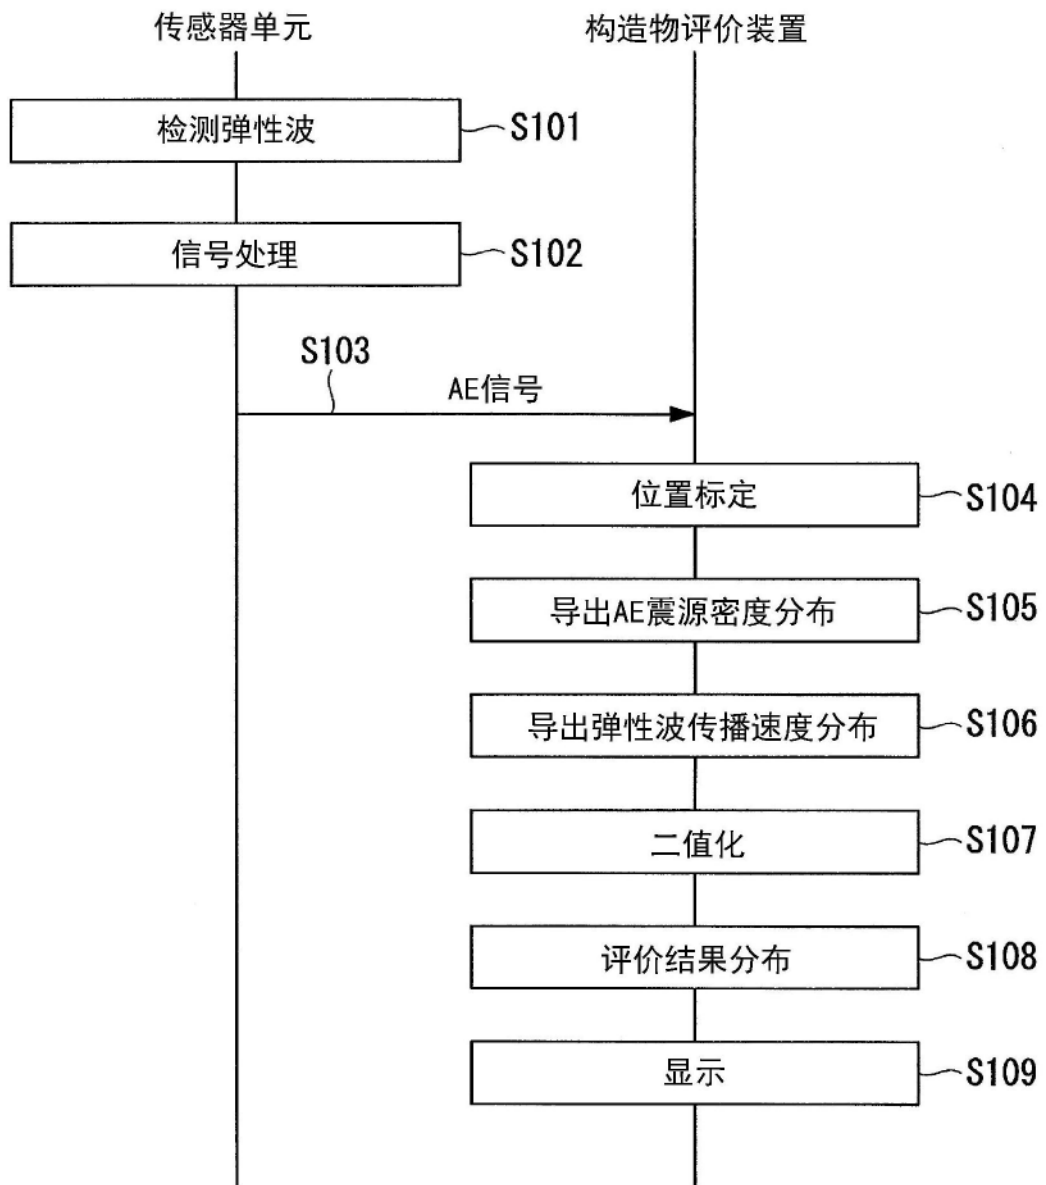 传感器单元
构造物评价装置
检测弹性波
S101
信号处理
S102
S103
AE信号
位置标定
S104
导出AE震源密度分布
S105
导出弹性波传播速度分布
S106
二值化
S107
评价结果分布
S108
显示
S109